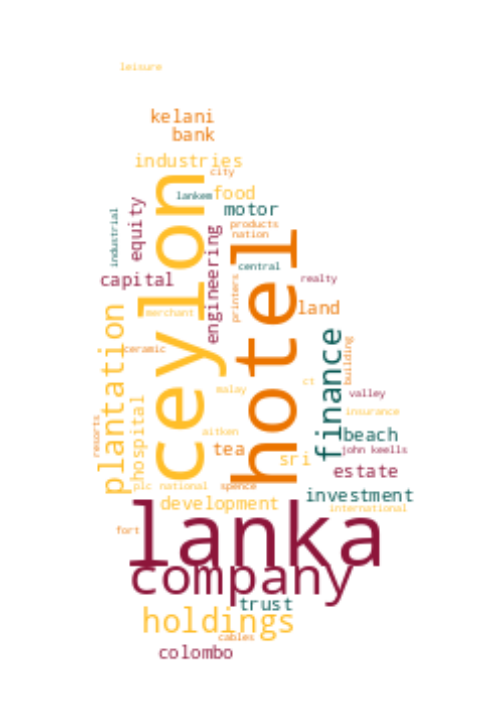 leisure
kelani
bank
industries
city
lankem
food
motor
ceylon
equity
industrial
products
nation
engineering
hotel
central
capital
printers
realty
merchant
land
plantation
ceramic
finance
building
ct
malay
valley
hospital
insurance
resorts
aitken
beach
tea
john keells
sri
estate
plc
national
spence
investment
development
international
lanka
fort
company
trust
holdings
cables
colombo